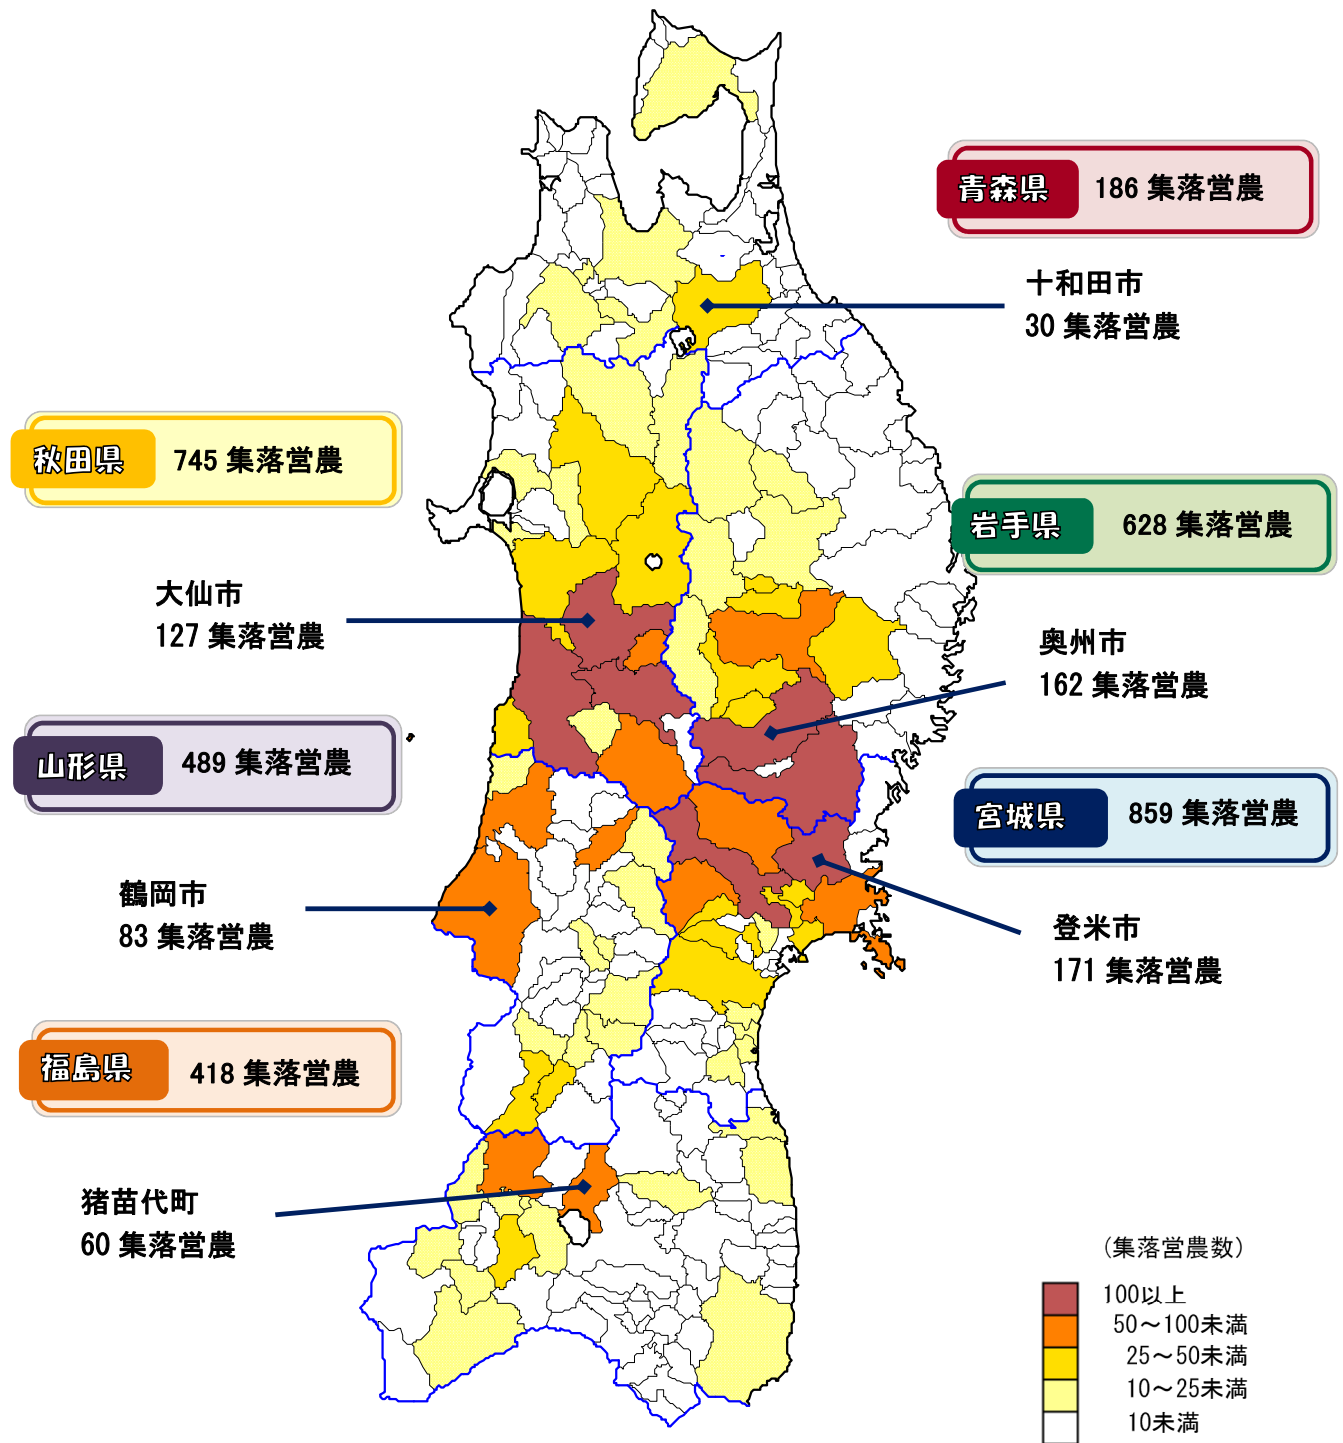 青森県 186 集落営農
十和田市
30 集落営農
秋田県 745 集落営農
岩手県 628 集落営農
大仙市
127 集落営農
奥州市
162 集落営農
山形県 489 集落営農
宮城県 859 集落営農
鶴岡市
83 集落営農
登米市
171 集落営農
福島県 418 集落営農
猪苗代町
60 集落営農
(集落営農数)
100以上
50～100未満
25～50未満
10～25未満
10未満